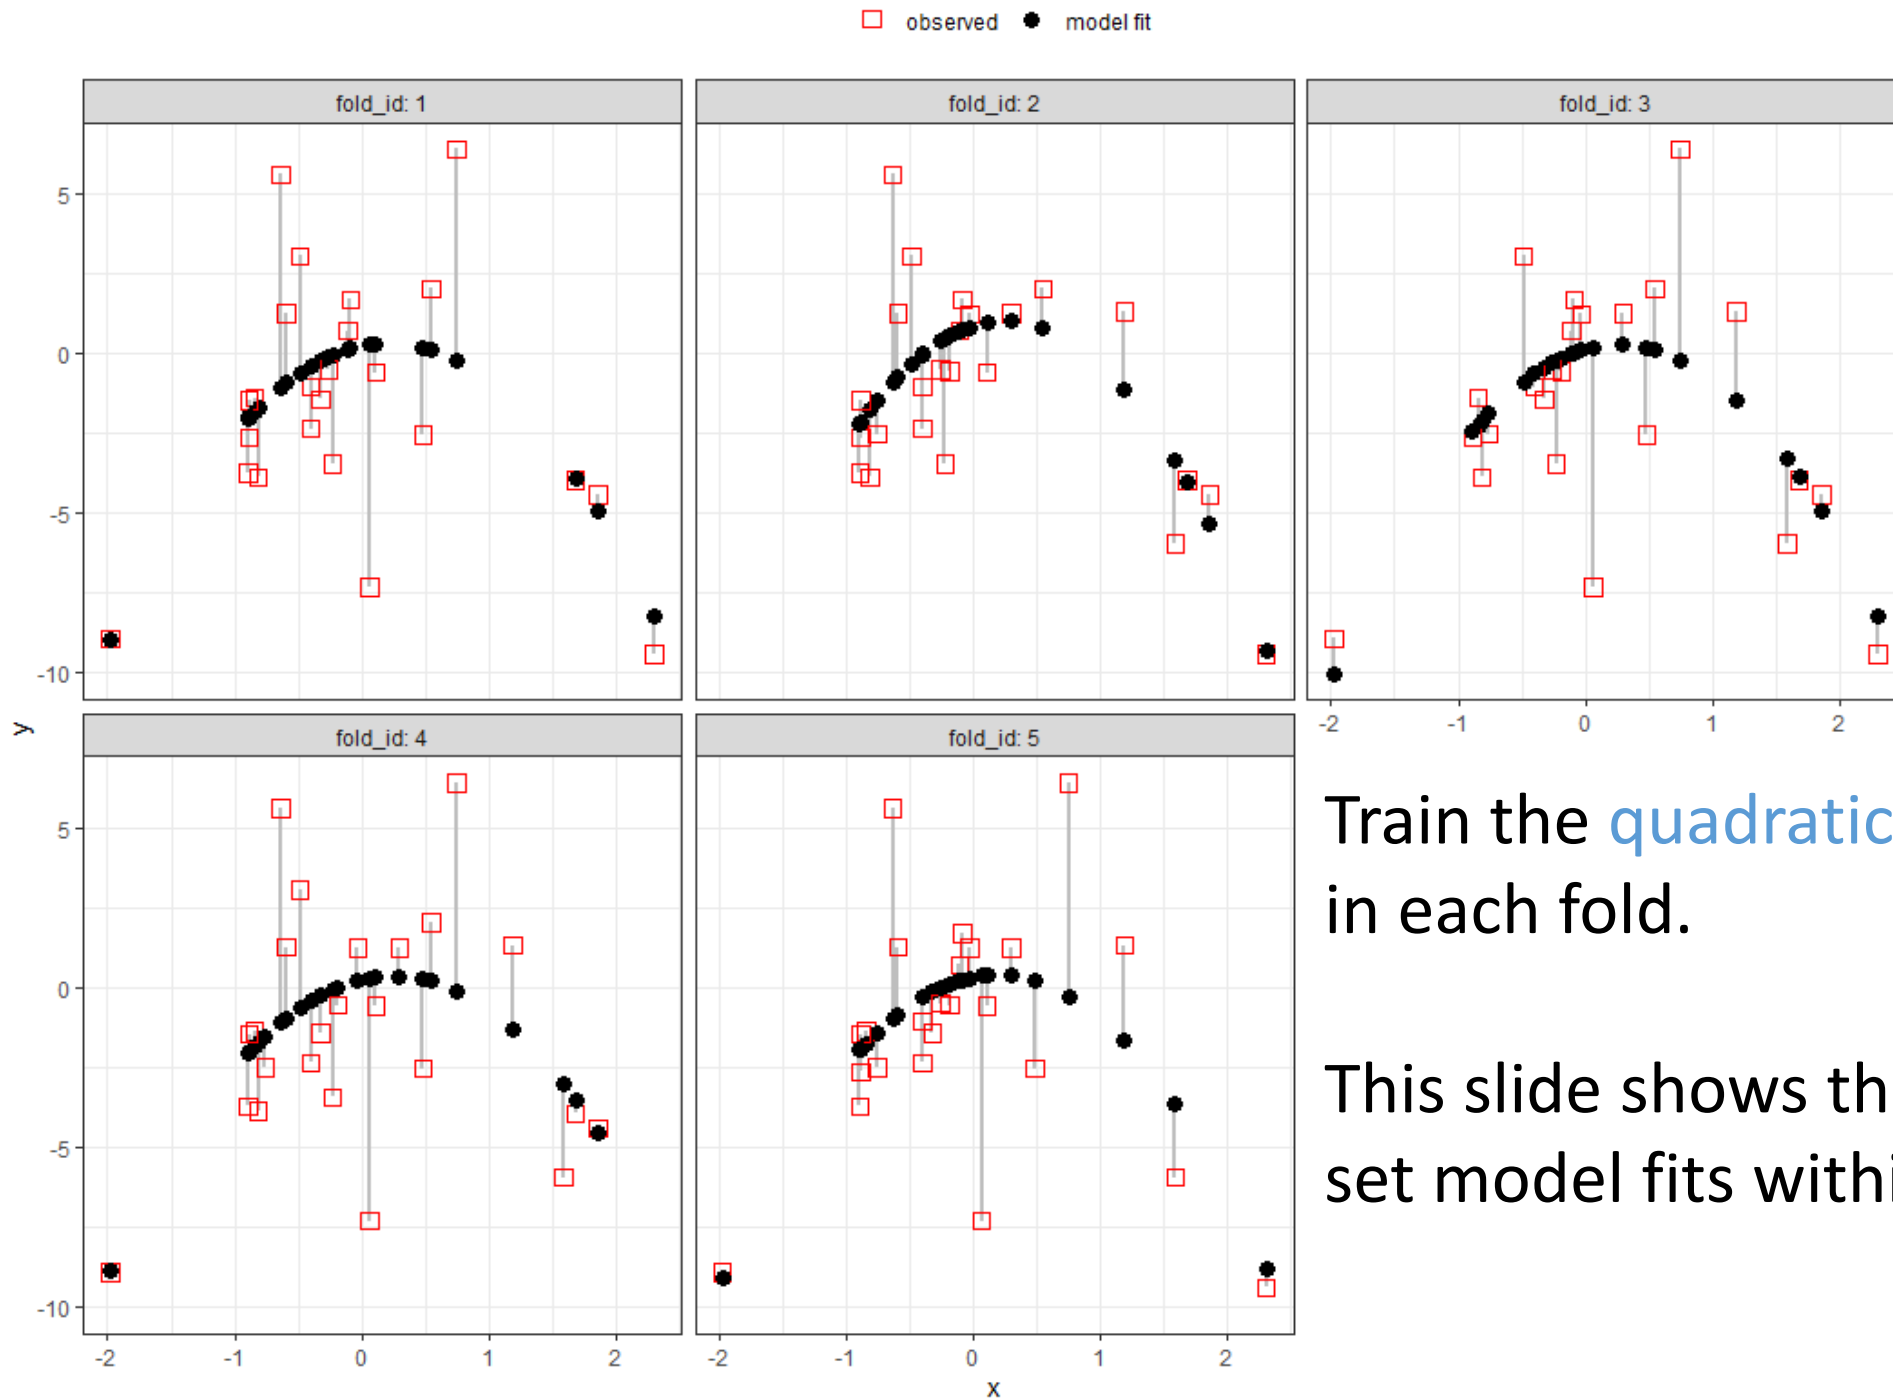 observed model fit
fold_id: 1
fold_id: 2
fold_id: 3
5
0
-5
-10
-2 -1 0 1 2
y
fold_id: 4
fold_id: 5
5
0
-5
-10
-2 -1 0 1 2
-2 -1 0 1 2
x
Train the quadratic
in each fold.
This slide shows th
set model fits withi